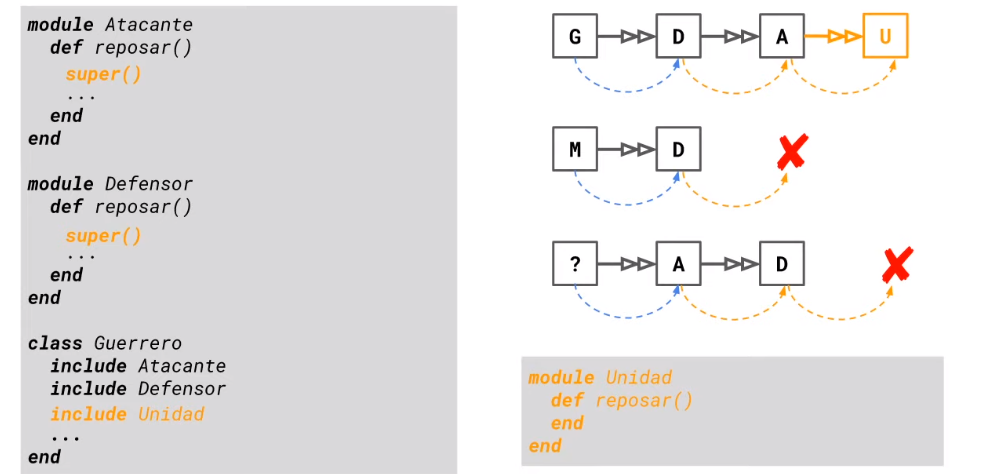 module Atacante
def reposar()
super()
...
end
end
module Defensor
def reposar()
super()
...
end
end
class Guerrero
include Atacante
include Defensor
include Unidad
...
end
G D A U
M D
? A D
module Unidad
def reposar()
end
end